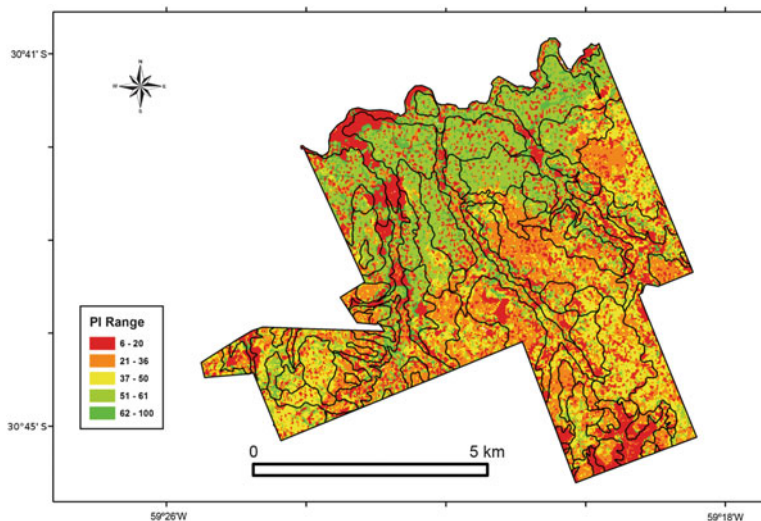 30°41' S
N
W
E
S
PI Range
6 - 20
21 - 36
37 - 50
51 - 61
62 - 100
30°45' S
0
5 km
59°26'W
59°18'W